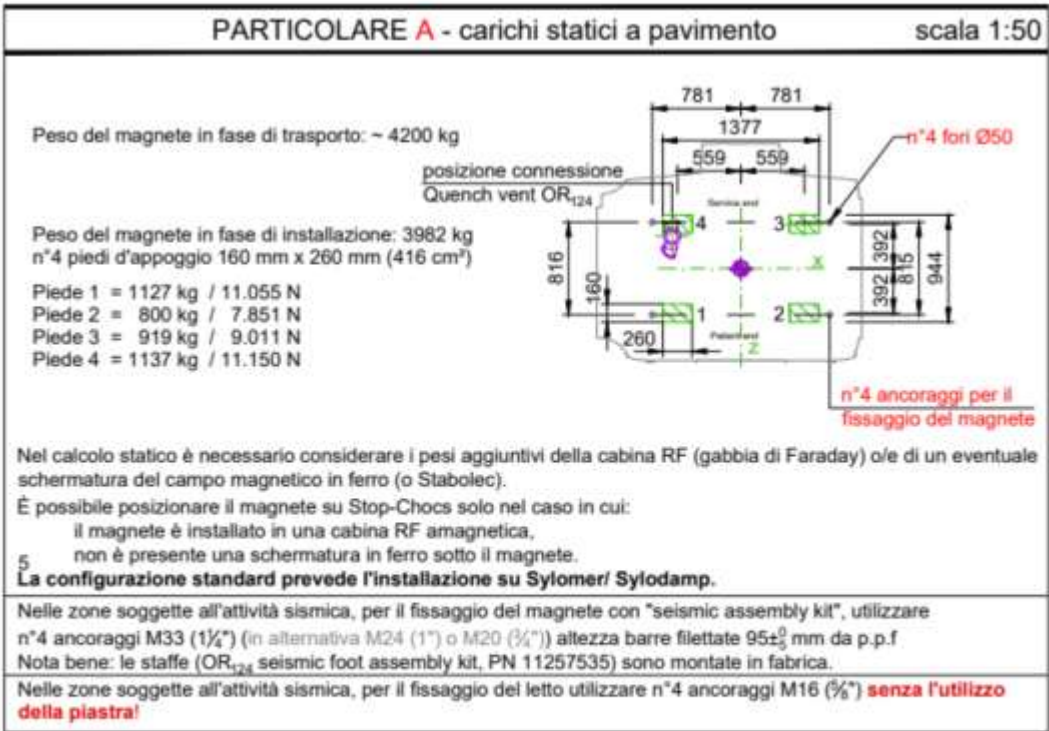 PARTICOLARE A - carichi statici a pavimento scala 1:50
781 781
Peso del magnete in fase di trasporto: ~ 4200 kg
1377
n°4 fori Ø50
559 559
posizione connessione
Quench vent OR124
Service end
4 3
Peso del magnete in fase di installazione: 3982 kg
n°4 piedi d'appoggio 160 mm x 260 mm (416 cm²)
816 392 815 944
X
160 392
Piede 1 = 1127 kg / 11.055 N
Piede 2 = 800 kg / 7.851 N
1 2
Piede 3 = 919 kg / 9.011 N
260 Patient end
Z
Piede 4 = 1137 kg / 11.150 N
n°4 ancoraggi per il
fissaggio del magnete
Nel calcolo statico è necessario considerare i pesi aggiuntivi della cabina RF (gabbia di Faraday) o/e di un eventuale
schermatura del campo magnetico in ferro (o Stabolec).
È possibile posizionare il magnete su Stop-Chocs solo nel caso in cui:
il magnete è installato in una cabina RF amagnetica,
non è presente una schermatura in ferro sotto il magnete.
5
La configurazione standard prevede l'installazione su Sylomer/ Sylodamp.
Nelle zone soggette all'attività sismica, per il fissaggio del magnete con "seismic assembly kit", utilizzare
n°4 ancoraggi M33 (1¼") (in alternativa M24 (1") o M20 (¾")) altezza barre filettate 95±⁰₅ mm da p.p.f
Nota bene: le staffe (OR124 seismic foot assembly kit, PN 11257535) sono montate in fabrica.
Nelle zone soggette all'attività sismica, per il fissaggio del letto utilizzare n°4 ancoraggi M16 (⅝") senza l'utilizzo
della piastra!